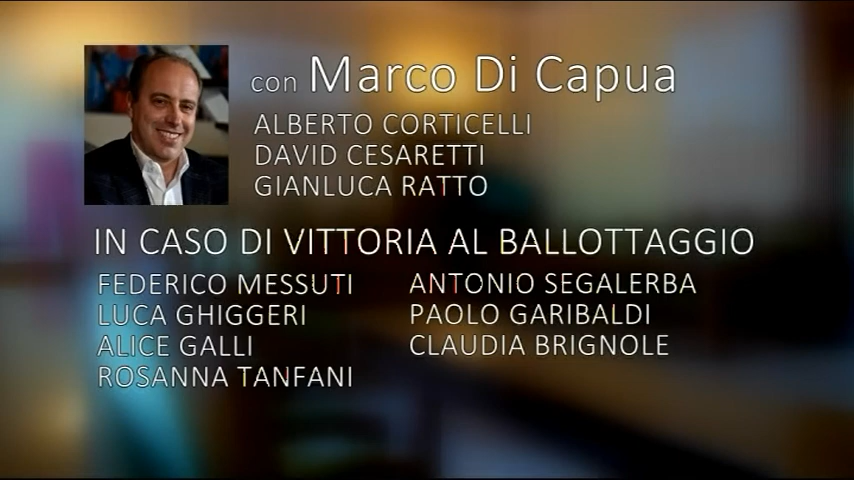 con Marco Di Capua
ALBERTO CORTICELLI
DAVID CESARETTI
GIANLUCA RATTO
IN CASO DI VITTORIA AL BALLOTTAGGIO
FEDERICO MESSUTI
LUCA GHIGGERI
ALICE GALLI
ROSANNA TANFANI
ANTONIO SEGALERBA
PAOLO GARIBALDI
CLAUDIA BRIGNOLE